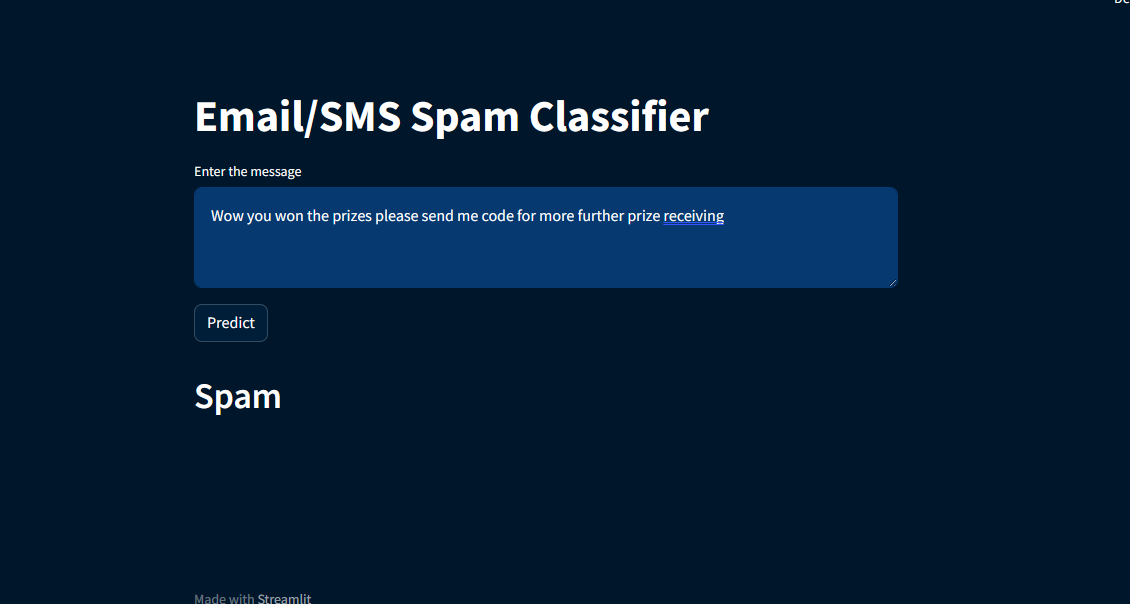 Email/SMS Spam Classifier
Enter the message
Wow you won the prizes please send me code for more further prize receiving
Predict
Spam
Made with Streamlit